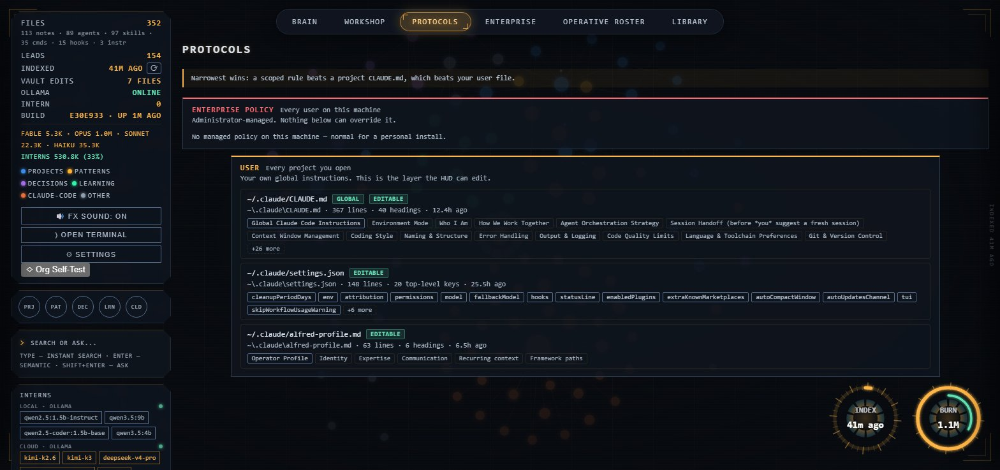 BRAIN WORKSHOP PROTOCOLS ENTERPRISE OPERATIVE ROSTER LIBRARY
FILES 352
113 notes · 89 agents · 97 skills ·
35 cmds · 15 hooks · 3 instr
LEADS 154
INDEXED 41M AGO
VAULT EDITS 7 FILES
OLLAMA ONLINE
INTERN 0
BUILD E30E933 · UP 1M AGO
FABLE 5.3K · OPUS 1.0M · SONNET
22.3K · HAIKU 35.3K
INTERNS 530.8K (33%)
PROJECTS PATTERNS
DECISIONS LEARNING
CLAUDE-CODE OTHER
FX SOUND: ON
⟩ OPEN TERMINAL
⚙ SETTINGS
◇ Org Self-Test
PRJ PAT DEC LRN CLD
> SEARCH OR ASK...
TYPE — INSTANT SEARCH · ENTER —
SEMANTIC · SHIFT+ENTER — ASK
INTERNS
LOCAL · OLLAMA
qwen2.5:1.5b-instruct qwen3.5:9b
qwen2.5-coder:1.5b-base qwen3.5:4b
CLOUD · OLLAMA
kimi-k2.6 kimi-k3 deepseek-v4-pro
PROTOCOLS
Narrowest wins: a scoped rule beats a project CLAUDE.md, which beats your user file.
ENTERPRISE POLICY Every user on this machine
Administrator-managed. Nothing below can override it.
No managed policy on this machine — normal for a personal install.
USER Every project you open
Your own global instructions. This is the layer the HUD can edit.
~/.claude/CLAUDE.md GLOBAL EDITABLE
~\.claude\CLAUDE.md · 367 lines · 40 headings · 12.4h ago
Global Claude Code Instructions Environment Mode Who I Am How We Work Together Agent Orchestration Strategy Session Handoff (before *you* suggest a fresh session)
Context Window Management Coding Style Naming & Structure Error Handling Output & Logging Code Quality Limits Language & Toolchain Preferences Git & Version Control
+26 more
~/.claude/settings.json EDITABLE
~\.claude\settings.json · 148 lines · 20 top-level keys · 25.5h ago
cleanupPeriodDays env attribution permissions model fallbackModel hooks statusLine enabledPlugins extraKnownMarketplaces autoCompactWindow autoUpdatesChannel tui
skipWorkflowUsageWarning +6 more
~/.claude/alfred-profile.md EDITABLE
~\.claude\alfred-profile.md · 63 lines · 6 headings · 6.5h ago
Operator Profile Identity Expertise Communication Recurring context Framework paths
INDEXED 41M AGO
INDEX
41m ago
BURN
1.1M